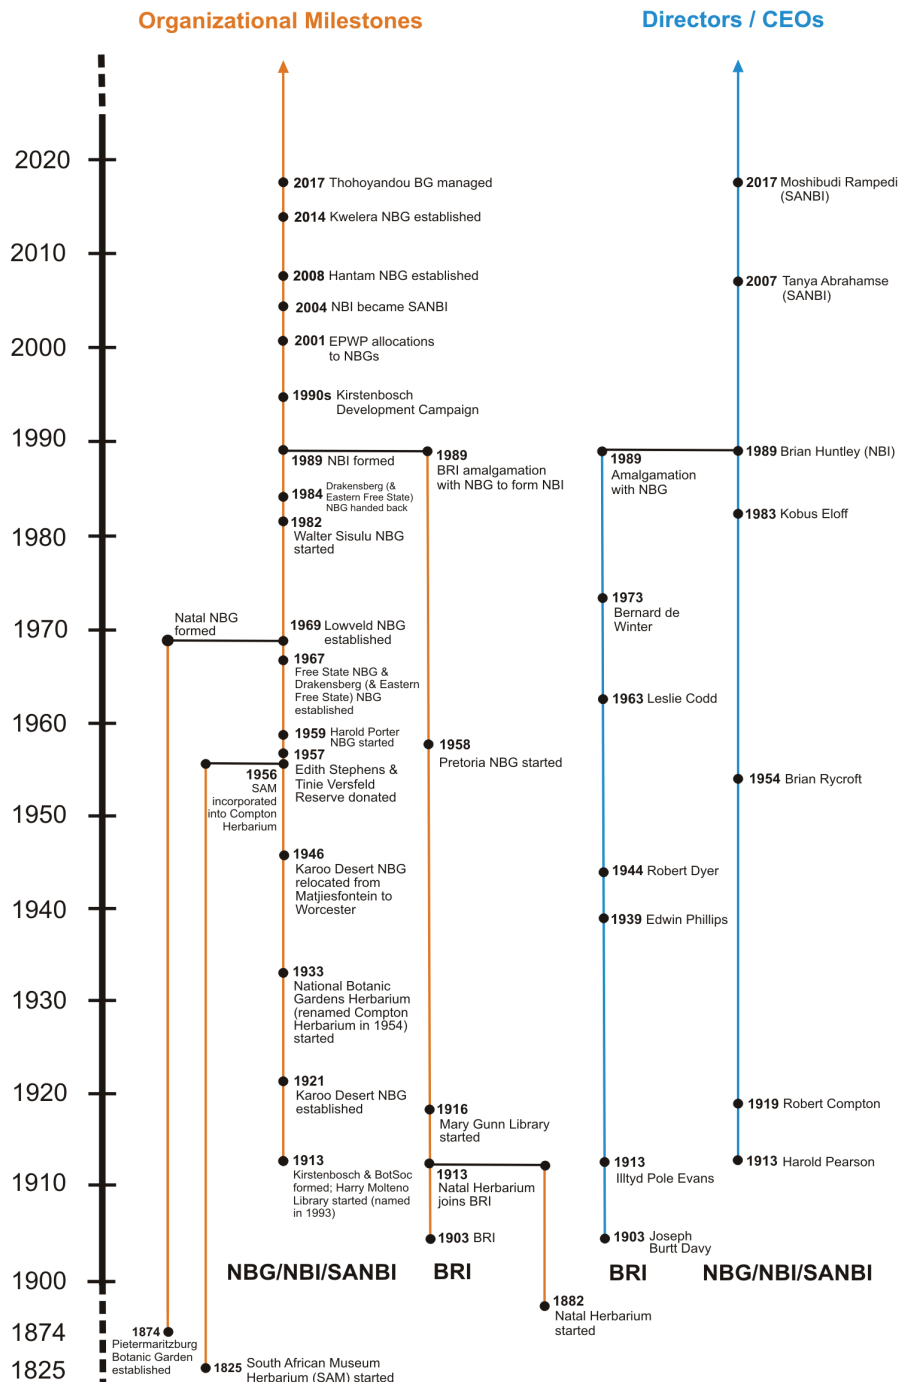 Organizational Milestones
Directors / CEOs
2020
2010
2000
1990
1980
1970
1960
1950
1940
1930
1920
1910
1900
1874
1825
2017 Thohoyandou BG managed
2014 Kwelera NBG established
2008 Hantam NBG established
2004 NBI became SANBI
2001 EPWP allocations
to NBGs
1990s Kirstenbosch
Development Campaign
1989 NBI formed
1984 Drakensberg (&
Eastern Free State)
NBG handed back
1982
Walter Sisulu NBG
started
1969 Lowveld NBG
established
1967
Free State NBG &
Drakensberg (& Eastern
Free State) NBG
established
1959 Harold Porter
NBG started
1957
Edith Stephens &
Tinie Versfeld
Reserve donated
1946
Karoo Desert NBG
relocated from
Matjiesfontein to
Worcester
1933
National Botanic
Gardens Herbarium
(renamed Compton
Herbarium in 1954)
started
1921
Karoo Desert NBG
established
1913
Kirstenbosch & BotSoc
formed; Harry Molteno
Library started (named
in 1993)
NBG/NBI/SANBI
Natal NBG
formed
1956
SAM
incorporated
into Compton
Herbarium
1874
Pietermaritzburg
Botanic Garden
established
1825 South African Museum
Herbarium (SAM) started
1989
BRI amalgamation
with NBG to form NBI
1958
Pretoria NBG started
1916
Mary Gunn Library
started
1913
Natal Herbarium
joins BRI
1903 BRI
BRI
1882
Natal Herbarium
started
1989
Amalgamation
with NBG
1973
Bernard de
Winter
1963 Leslie Codd
1944 Robert Dyer
1939 Edwin Phillips
1913
Illtyd Pole Evans
1903 Joseph
Burtt Davy
BRI
2017 Moshibudi Rampedi
(SANBI)
2007 Tanya Abrahamse
(SANBI)
1989 Brian Huntley (NBI)
1983 Kobus Eloff
1954 Brian Rycroft
1919 Robert Compton
1913 Harold Pearson
NBG/NBI/SANBI